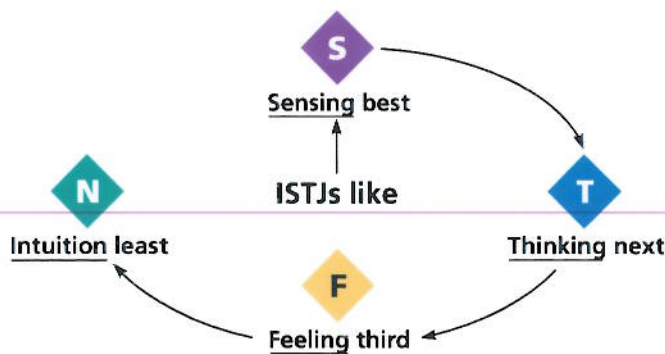 S
Sensing best
ISTJs like
N
T
Intuition least
Thinking next
F
Feeling third